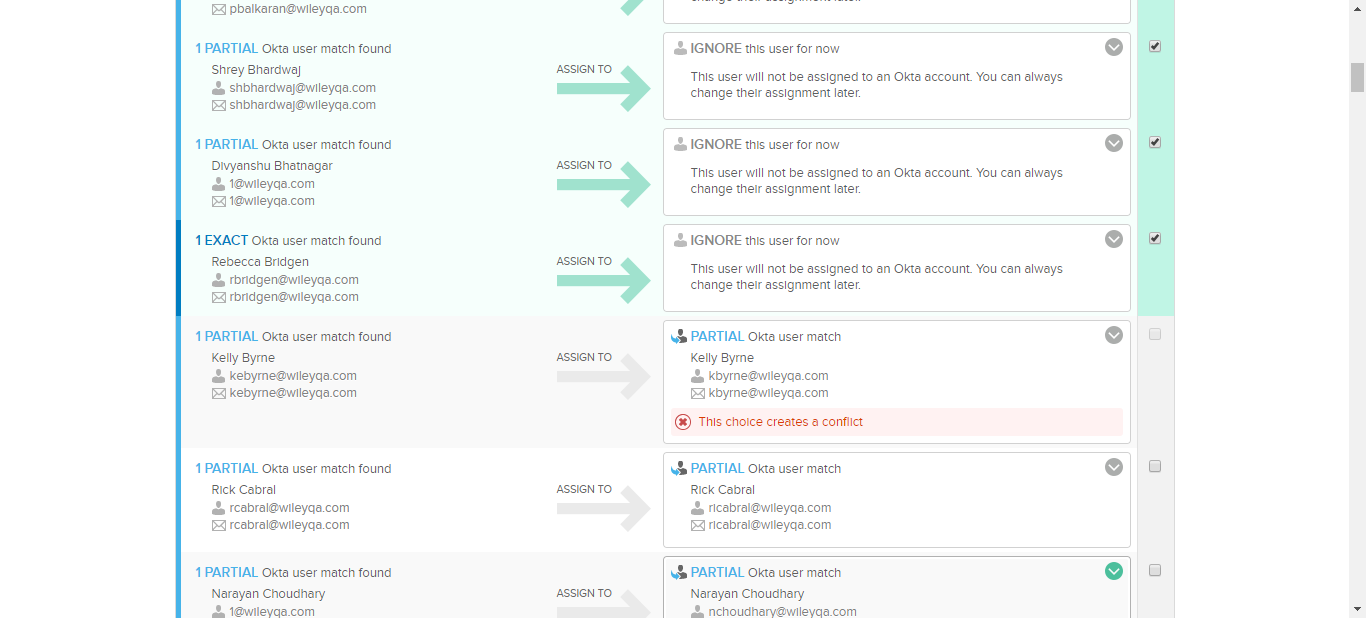 pbalkaran@wileyqa.com
change their assignment later.
1 PARTIAL Okta user match found
Shrey Bhardwaj
shbhardwaj@wileyqa.com
shbhardwaj@wileyqa.com
ASSIGN TO
IGNORE this user for now
This user will not be assigned to an Okta account. You can always
change their assignment later.
1 PARTIAL Okta user match found
Divyanshu Bhatnagar
1@wileyqa.com
1@wileyqa.com
ASSIGN TO
IGNORE this user for now
This user will not be assigned to an Okta account. You can always
change their assignment later.
1 EXACT Okta user match found
Rebecca Bridgen
rbridgen@wileyqa.com
rbridgen@wileyqa.com
ASSIGN TO
IGNORE this user for now
This user will not be assigned to an Okta account. You can always
change their assignment later.
1 PARTIAL Okta user match found
Kelly Byrne
kebyrne@wileyqa.com
kebyrne@wileyqa.com
ASSIGN TO
PARTIAL Okta user match
Kelly Byrne
kbyrne@wileyqa.com
kbyrne@wileyqa.com
This choice creates a conflict
1 PARTIAL Okta user match found
Rick Cabral
rcabral@wileyqa.com
rcabral@wileyqa.com
ASSIGN TO
PARTIAL Okta user match
Rick Cabral
ricabral@wileyqa.com
ricabral@wileyqa.com
1 PARTIAL Okta user match found
Narayan Choudhary
1@wileyqa.com
ASSIGN TO
PARTIAL Okta user match
Narayan Choudhary
nchoudhary@wileyqa.com